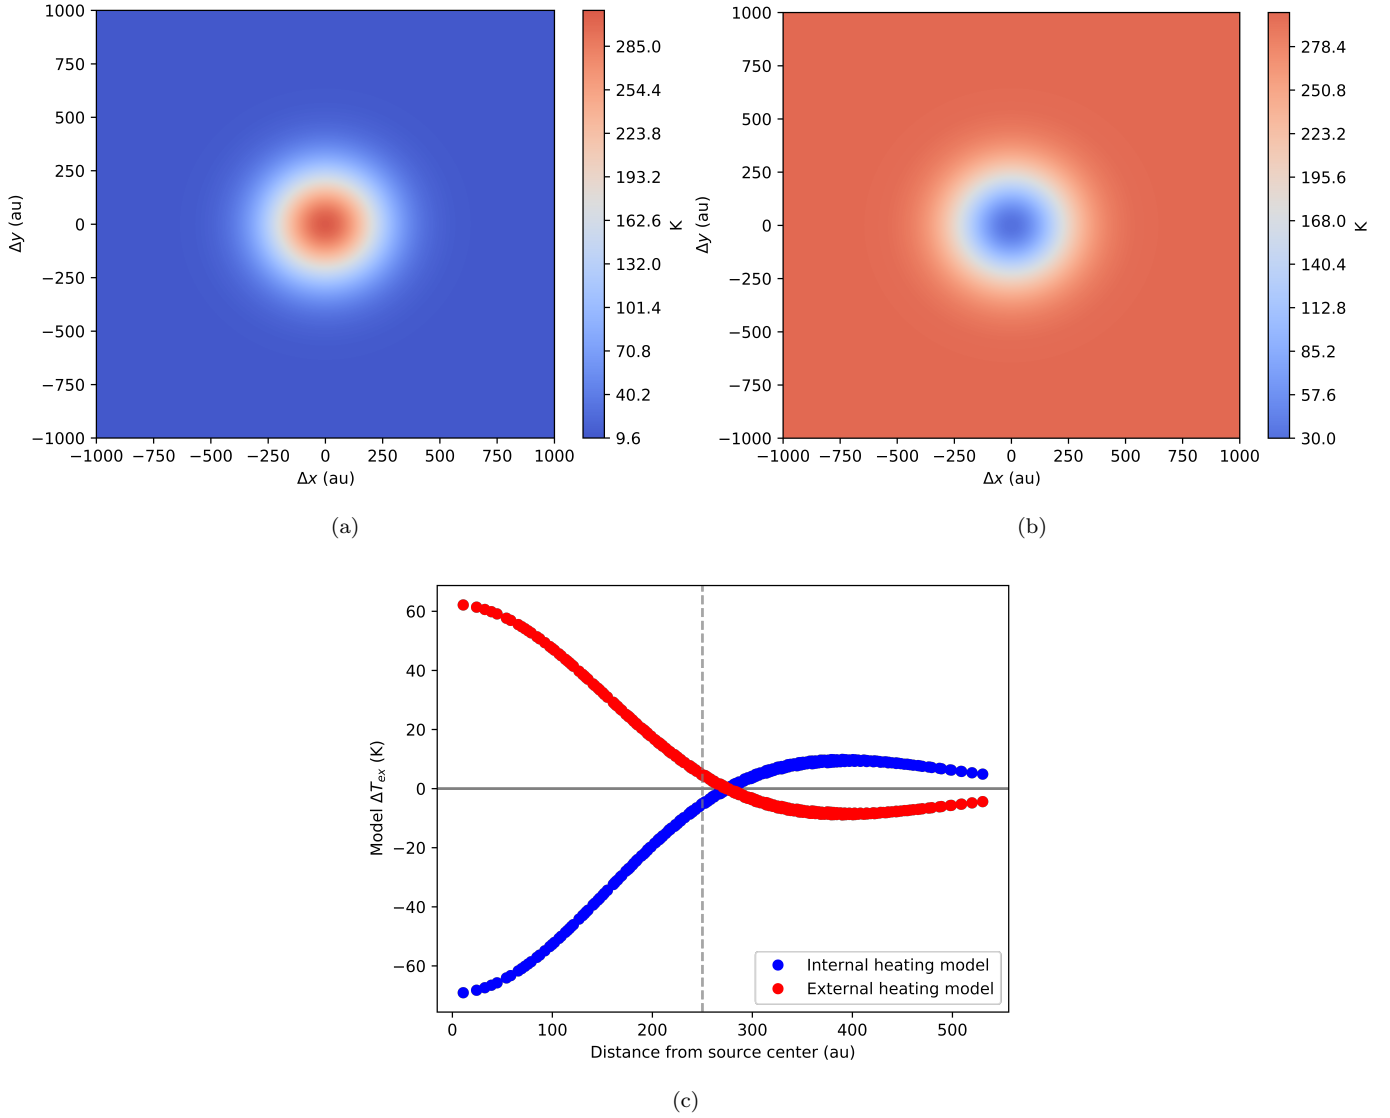 1000
750
500
250
0
−250
−500
−750
−1000
Δy (au)
−1000 −750 −500 −250 0 250 500 750 1000
Δx (au)
285.0
254.4
223.8
193.2
162.6
132.0
101.4
70.8
40.2
9.6
K
(a)
1000
750
500
250
0
−250
−500
−750
−1000
Δy (au)
−1000 −750 −500 −250 0 250 500 750 1000
Δx (au)
278.4
250.8
223.2
195.6
168.0
140.4
112.8
85.2
57.6
30.0
K
(b)
60
40
20
0
−20
−40
−60
Model ΔT_ex (K)
Internal heating model
External heating model
0 100 200 300 400 500
Distance from source center (au)
(c)